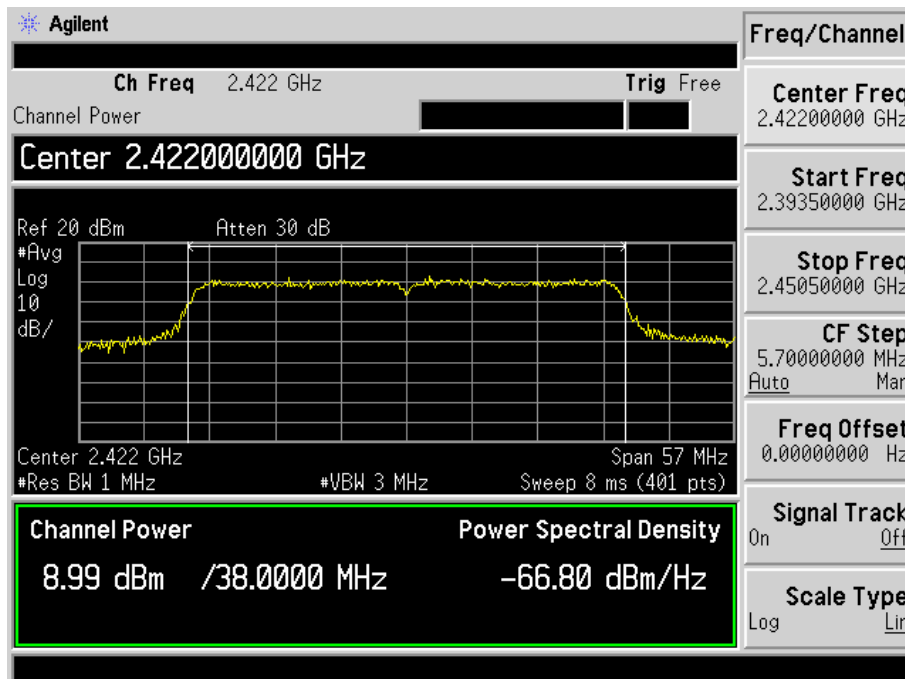 Agilent
Freq/Channel
Ch Freq 2.422 GHz Trig Free
Channel Power
Center 2.422000000 GHz
Ref 20 dBm Atten 30 dB
#Avg
Log
10
dB/
Center 2.422 GHz Span 57 MHz
#Res BW 1 MHz #VBW 3 MHz Sweep 8 ms (401 pts)
Channel Power Power Spectral Density
8.99 dBm /38.0000 MHz -66.80 dBm/Hz
Center Freq
2.42200000 GHz
Start Freq
2.39350000 GHz
Stop Freq
2.45050000 GHz
CF Step
5.70000000 MHz
Auto Man
Freq Offset
0.00000000 Hz
Signal Track
On Off
Scale Type
Log Lin